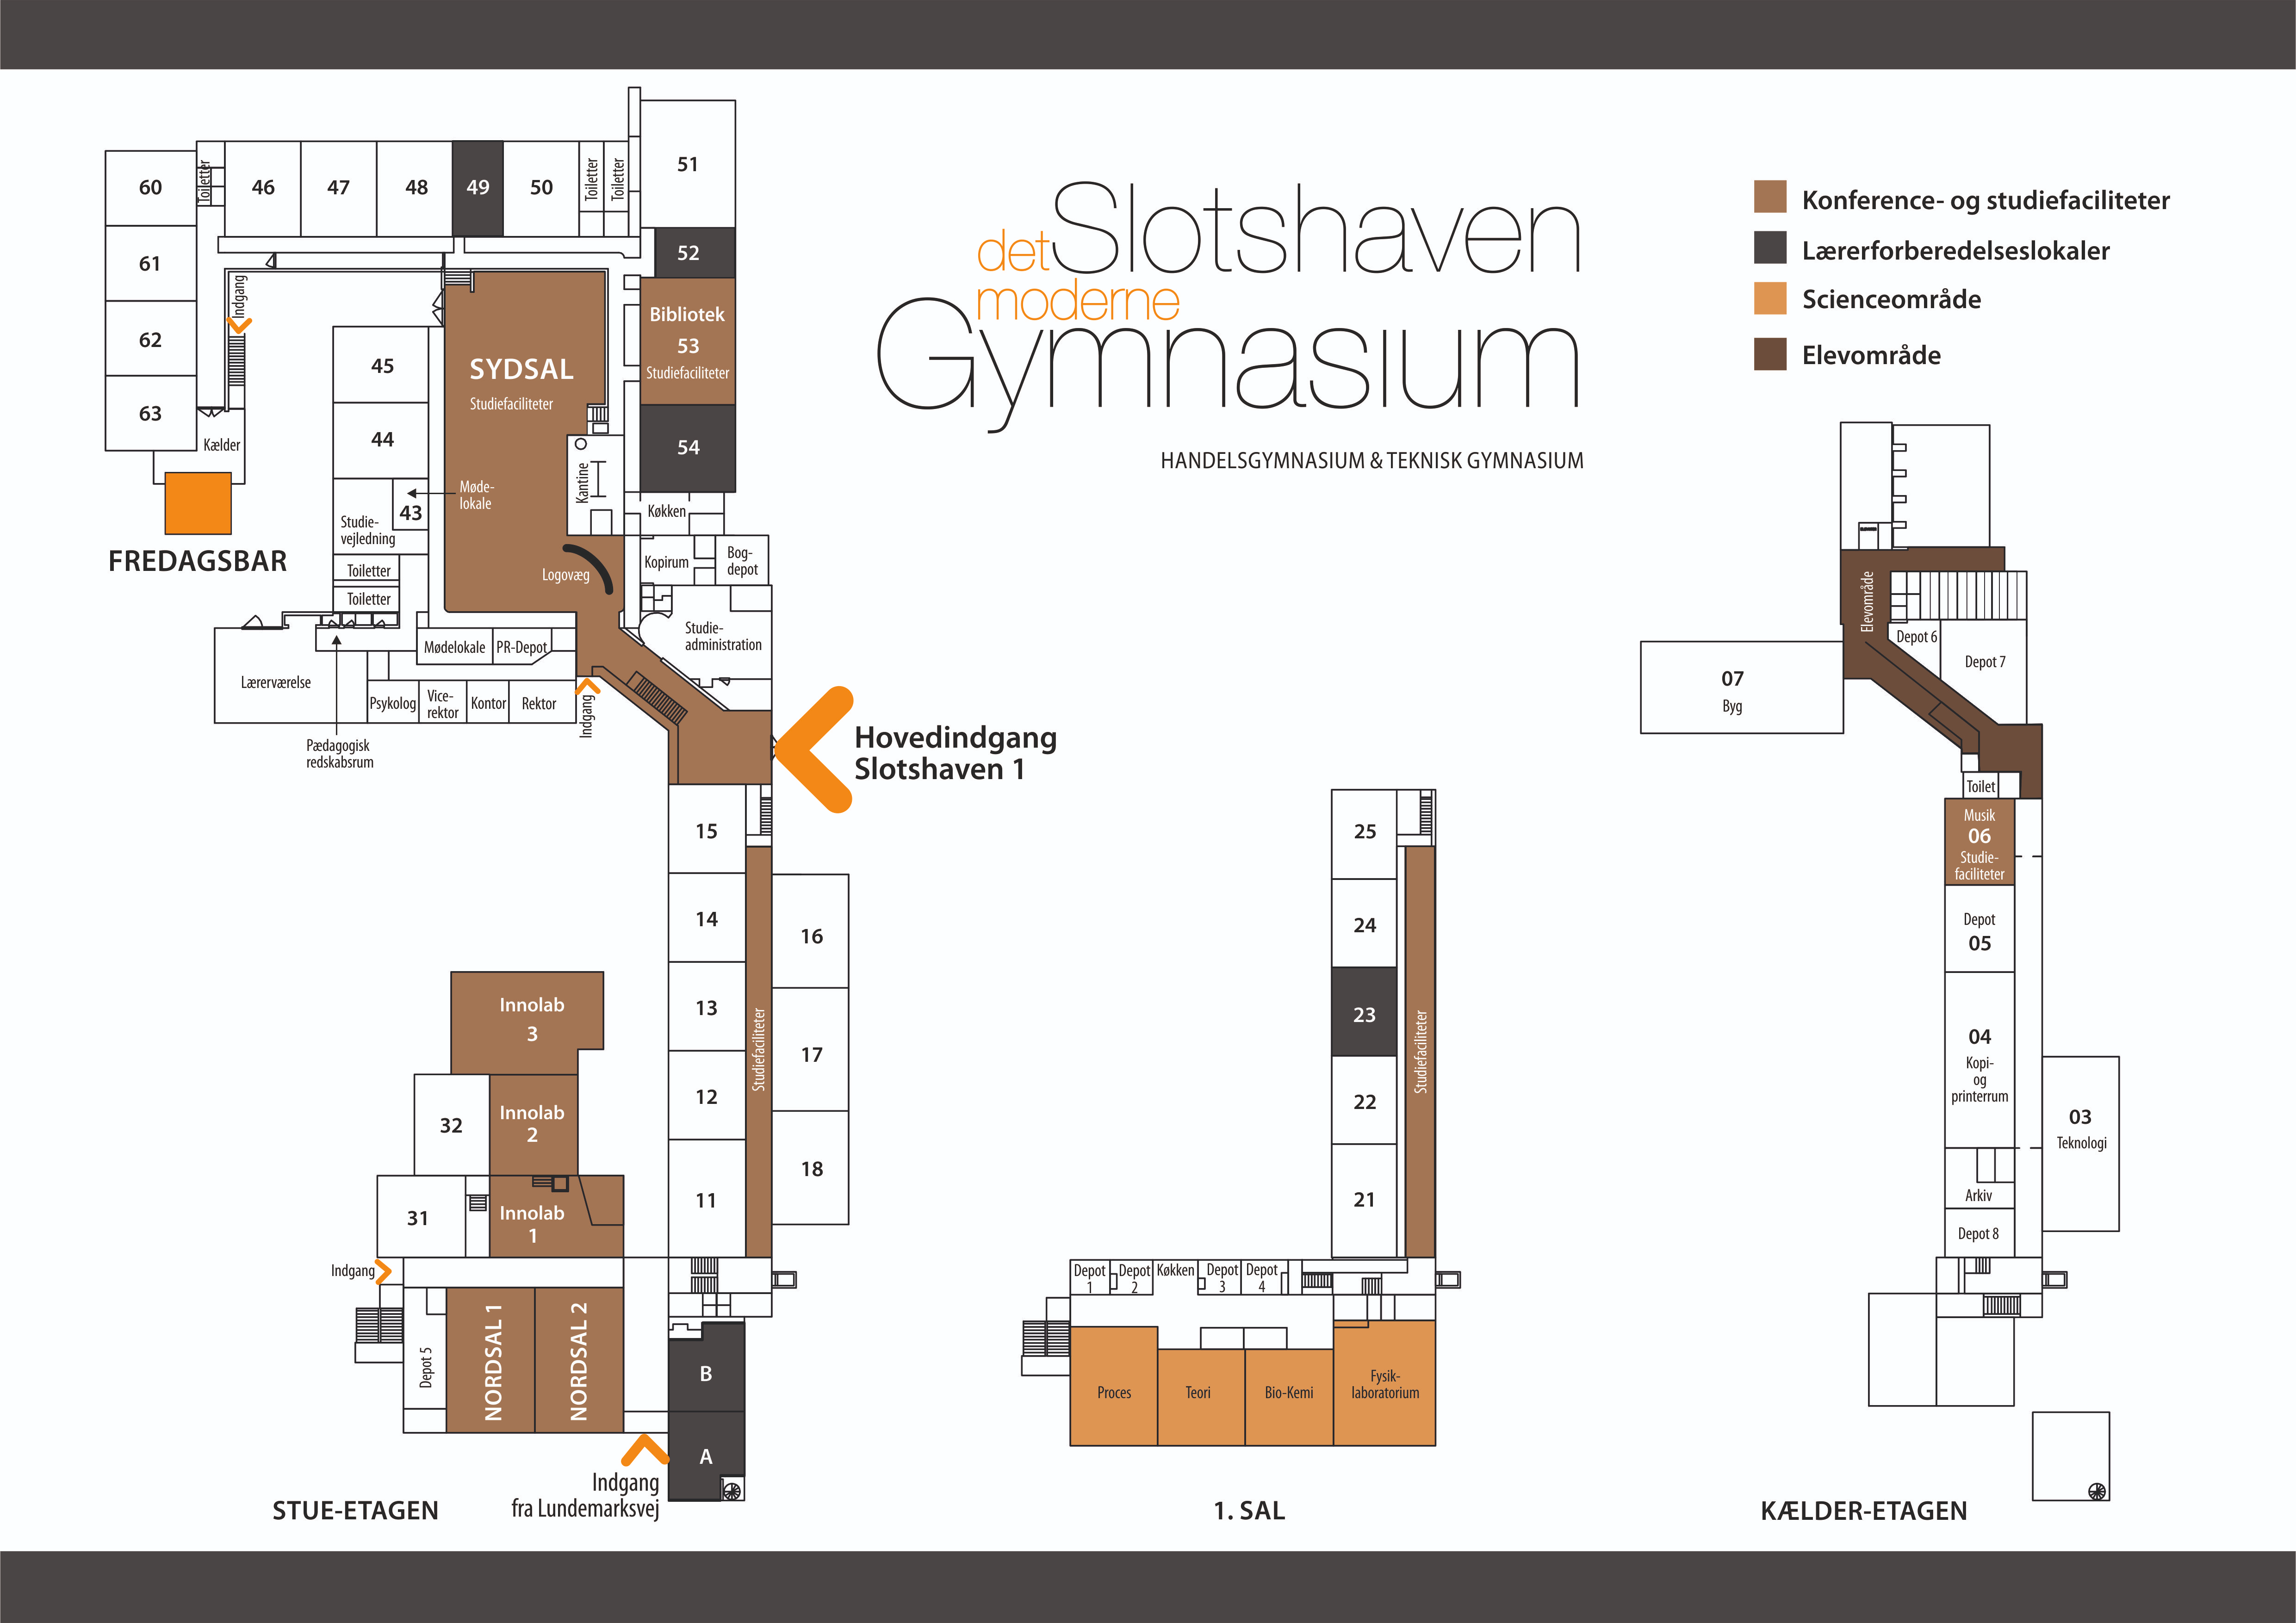 det Slotshaven
moderne
Gymnasium
HANDELSGYMNASIUM & TEKNISK GYMNASIUM
Konference- og studiefaciliteter
Lærerforberedelseslokaler
Scienceområde
Elevområde
60
Toiletter
46
47
48
49
50
Toiletter
Toiletter
51
61
52
Indgang
62
Bibliotek
53
Studiefaciliteter
45
SYDSAL
Studiefaciliteter
63
44
Kælder
54
Kantine
Møde-
lokale
43
Studie-
vejledning
Køkken
FREDAGSBAR
Toiletter
Toiletter
Logovæg
Kopirum
Bog-
depot
Studie-
administration
Mødelokale
PR-Depot
Lærerværelse
Psykolog
Vice-
rektor
Kontor
Rektor
Indgang
Pædagogisk
redskabsrum
Hovedindgang
Slotshaven 1
15
14
16
13
17
12
18
11
Studiefaciliteter
Innolab
3
32
Innolab
2
31
Innolab
1
Indgang
Depot 5
NORDSAL 1
NORDSAL 2
B
A
Indgang
fra Lundemarksvej
STUE-ETAGEN
25
24
23
22
21
Studiefaciliteter
Depot
1
Depot
2
Køkken
Depot
3
Depot
4
Proces
Teori
Bio-Kemi
Fysik-
laboratorium
1. SAL
Elevområde
Depot 6
Depot 7
07
Byg
Toilet
Musik
06
Studie-
faciliteter
Depot
05
04
Kopi-
og
printerrum
03
Teknologi
Arkiv
Depot 8
KÆLDER-ETAGEN